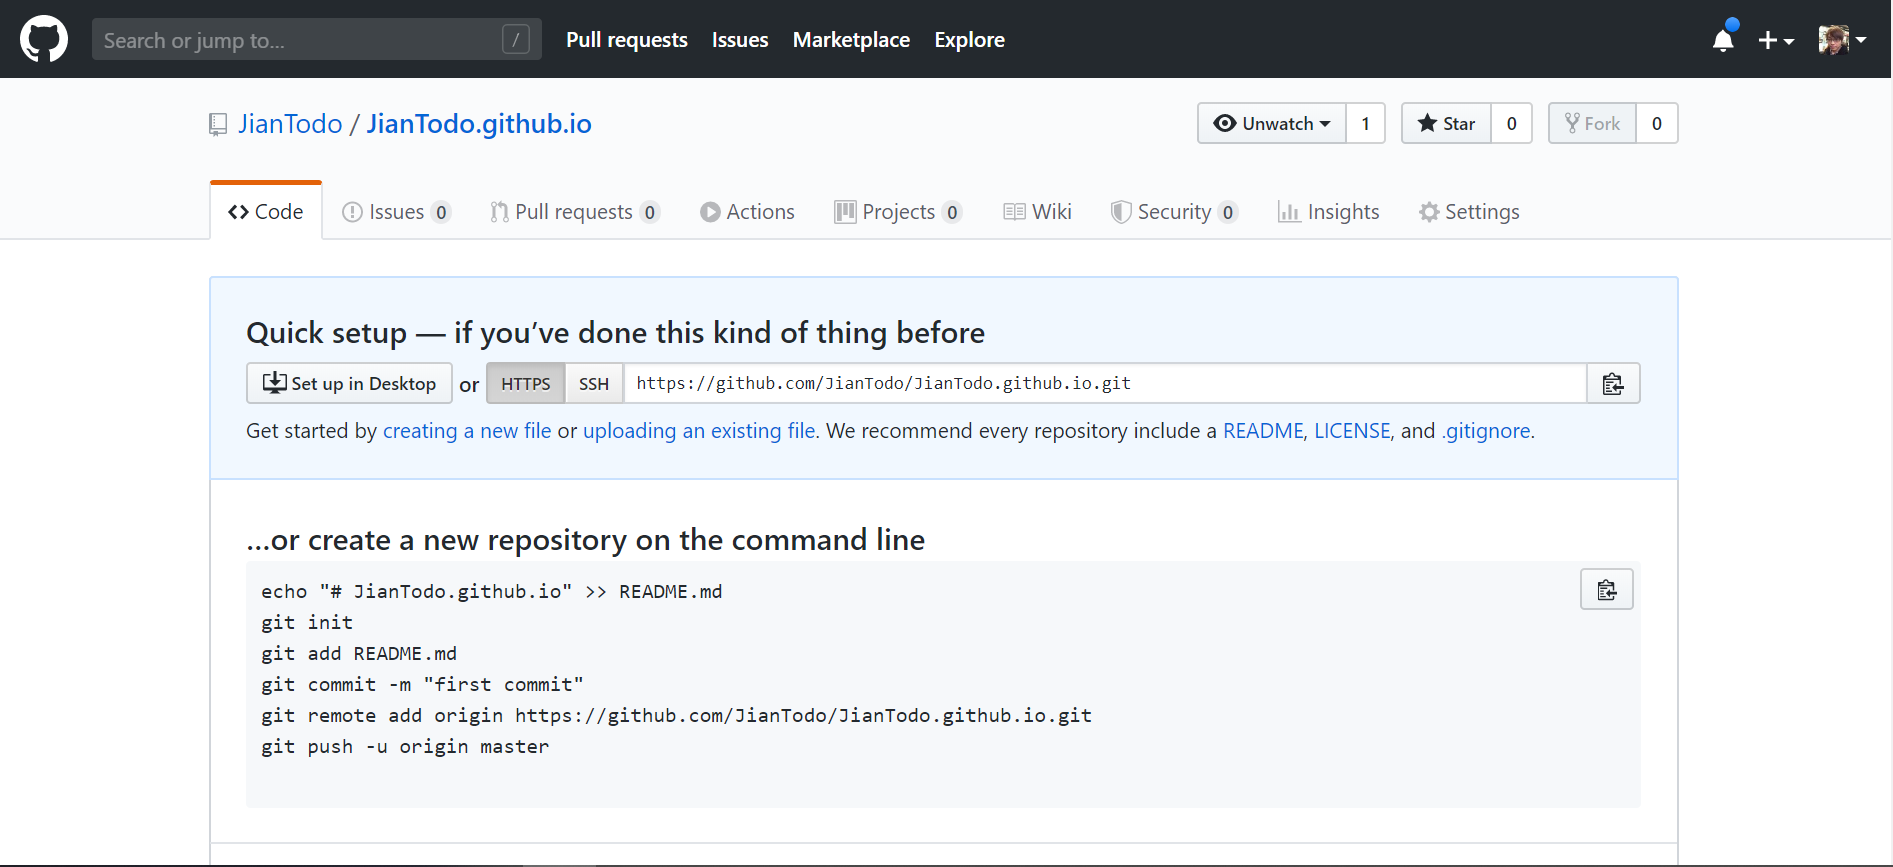 Search or jump to... / Pull requests Issues Marketplace Explore
JianTodo / JianTodo.github.io Unwatch 1 Star 0 Fork 0
Code Issues 0 Pull requests 0 Actions Projects 0 Wiki Security 0 Insights Settings
Quick setup — if you’ve done this kind of thing before
Set up in Desktop or HTTPS SSH https://github.com/JianTodo/JianTodo.github.io.git
Get started by creating a new file or uploading an existing file. We recommend every repository include a README, LICENSE, and .gitignore.
…or create a new repository on the command line
echo "# JianTodo.github.io" >> README.md
git init
git add README.md
git commit -m "first commit"
git remote add origin https://github.com/JianTodo/JianTodo.github.io.git
git push -u origin master